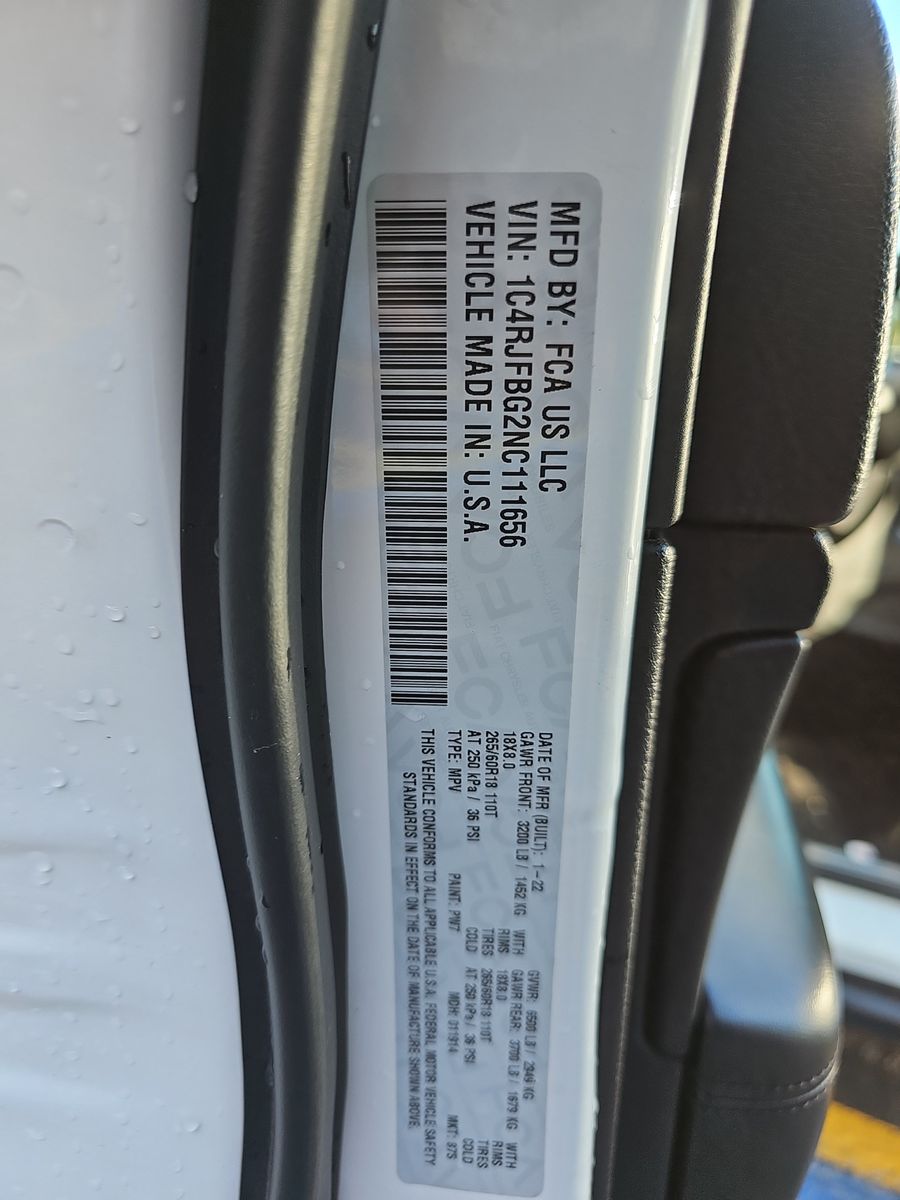 MFD BY: FCA US LLC
VIN: 1C4RJFBG2NC111656
VEHICLE MADE IN: U.S.A.
DATE OF MFR (BUILT): 1-22 GVWR: 6500 LB / 2949 KG
GAWR FRONT: 3200 LB / 1452 KG WITH GAWR REAR: 3700 LB / 1679 KG WITH
18X8.0 RIMS 18X8.0 RIMS
265/60R18 110T TIRES 265/60R18 110T TIRES
AT 250 kPa / 36 PSI COLD AT 250 kPa / 36 PSI COLD
TYPE: MPV PAINT: PW7 MDH: 011914 MKT: 87S
THIS VEHICLE CONFORMS TO ALL APPLICABLE U.S.A. FEDERAL MOTOR VEHICLE SAFETY
STANDARDS IN EFFECT ON THE DATE OF MANUFACTURE SHOWN ABOVE.